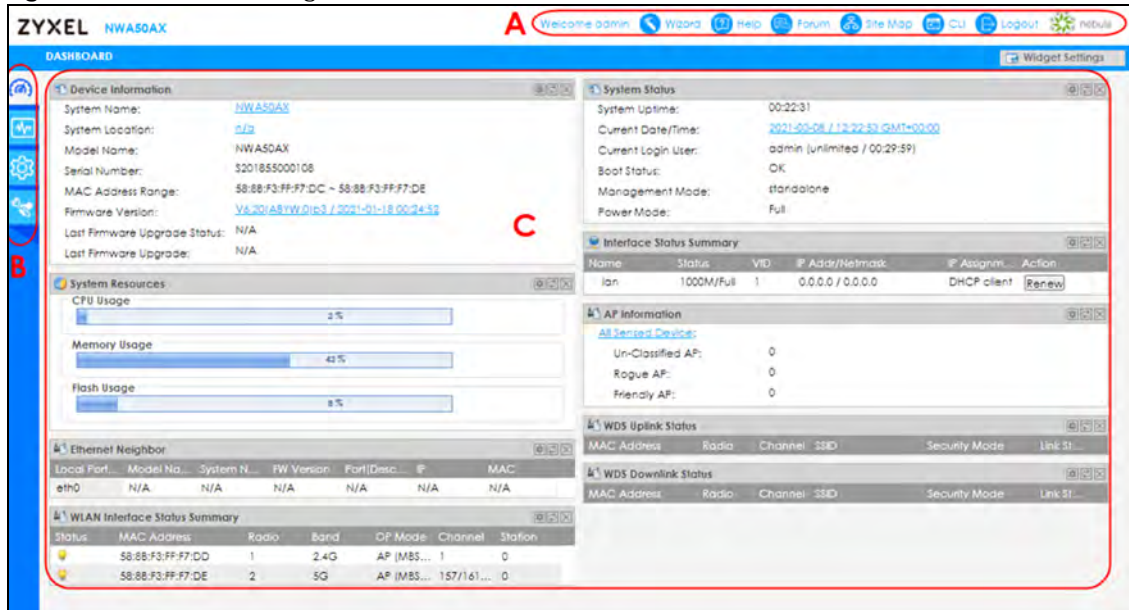 ZYXEL NWA50AX
A Welcome admin Wizard Help Forum Site Map CLI Logout nebula
DASHBOARD Widget Settings
Device Information
System Name: NWA50AX
System Location: n/a
Model Name: NWA50AX
Serial Number: S201855000108
MAC Address Range: 58:8B:F3:FF:F7:DC ~ 58:8B:F3:FF:F7:DE
Firmware Version: V6.20(ABYW.0)b3 / 2021-01-18 00:24:52
Last Firmware Upgrade Status: N/A
Last Firmware Upgrade: N/A
B
C
System Resources
CPU Usage
2 %
Memory Usage
42 %
Flash Usage
8 %
Ethernet Neighbor
Local Port... Model Na... System N... FW Version Port(Desc... IP MAC
eth0 N/A N/A N/A N/A N/A N/A
WLAN Interface Status Summary
Status MAC Address Radio Band OP Mode Channel Station
58:8B:F3:FF:F7:DD 1 2.4G AP (MBS... 1 0
58:8B:F3:FF:F7:DE 2 5G AP (MBS... 157/161... 0
System Status
System Uptime: 00:22:31
Current Date/Time: 2021-03-08 / 12:22:53 GMT+00:00
Current Login User: admin (unlimited / 00:29:59)
Boot Status: OK
Management Mode: standalone
Power Mode: Full
Interface Status Summary
Name Status VID IP Addr/Netmask IP Assignm... Action
lan 1000M/Full 1 0.0.0.0 / 0.0.0.0 DHCP client Renew
AP Information
All Sensed Device:
Un-Classified AP: 0
Rogue AP: 0
Friendly AP: 0
WDS Uplink Status
MAC Address Radio Channel SSID Security Mode Link St...
WDS Downlink Status
MAC Address Radio Channel SSID Security Mode Link St...